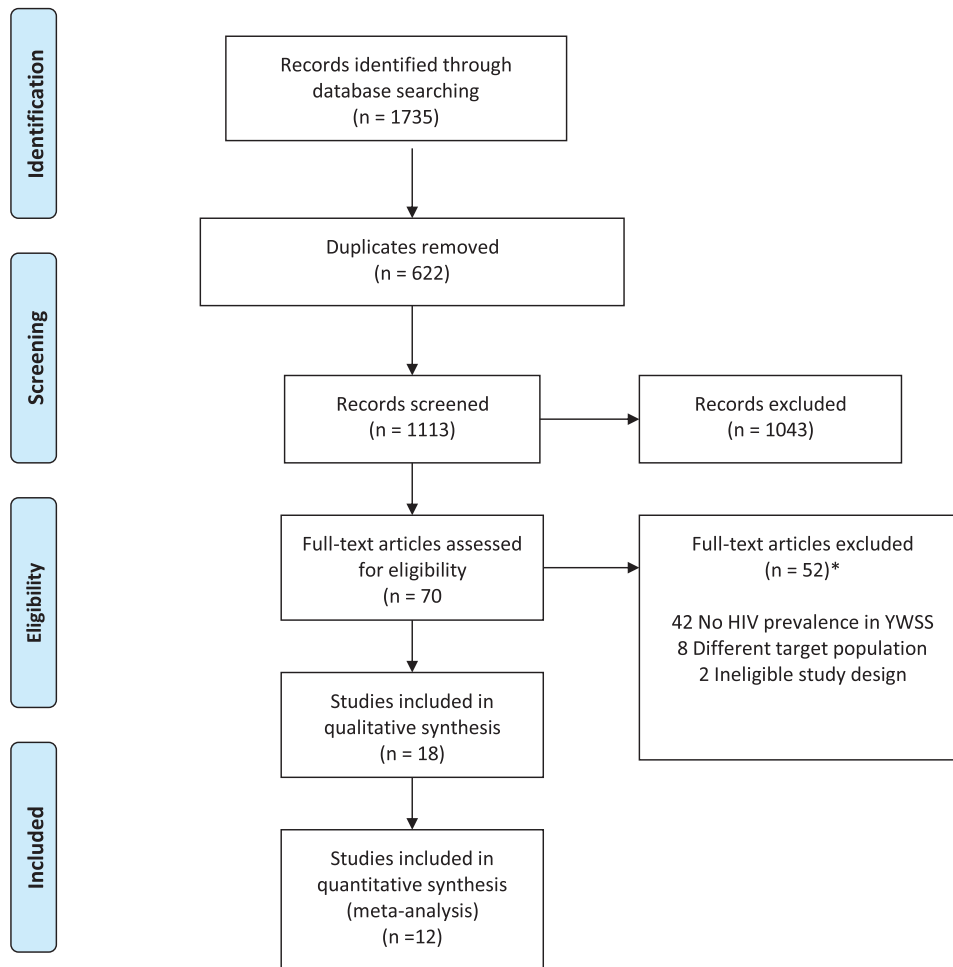 Identification
Records identified through
database searching
(n = 1735)
Duplicates removed
(n = 622)
Screening
Records screened
(n = 1113)
Records excluded
(n = 1043)
Eligibility
Full-text articles assessed
for eligibility
(n = 70
Full-text articles excluded
(n = 52)*
42 No HIV prevalence in YWSS
8 Different target population
2 Ineligible study design
Studies included in
qualitative synthesis
(n = 18)
Included
Studies included in
quantitative synthesis
(meta-analysis)
(n =12)